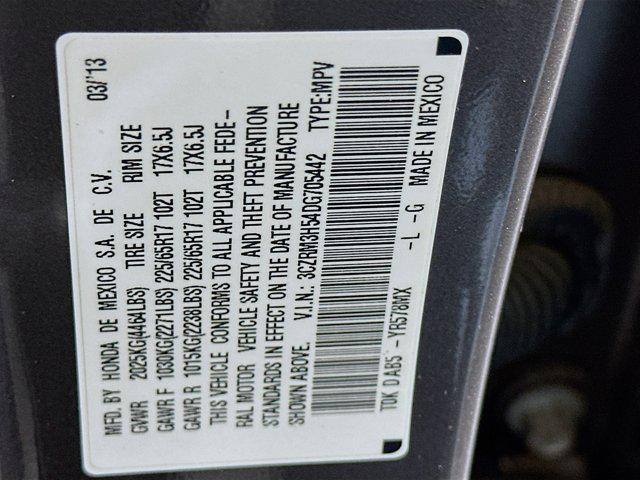 MFD. BY HONDA DE MEXICO S.A. DE C.V. 03/'13
GVWR 2025KG(4464LBS) TIRE SIZE RIM SIZE
GAWR F 1030KG(2271LBS) 225/65R17 102T 17X6.5J
GAWR R 1015KG(2238LBS) 225/65R17 102T 17X6.5J
THIS VEHICLE CONFORMS TO ALL APPLICABLE FEDE-
RAL MOTOR VEHICLE SAFETY AND THEFT PREVENTION
STANDARDS IN EFFECT ON THE DATE OF MANUFACTURE
SHOWN ABOVE. V.I.N.: 3CZRM3H54DG705442 TYPE:MPV
-YR578MX -L -G MADE IN MEXICO